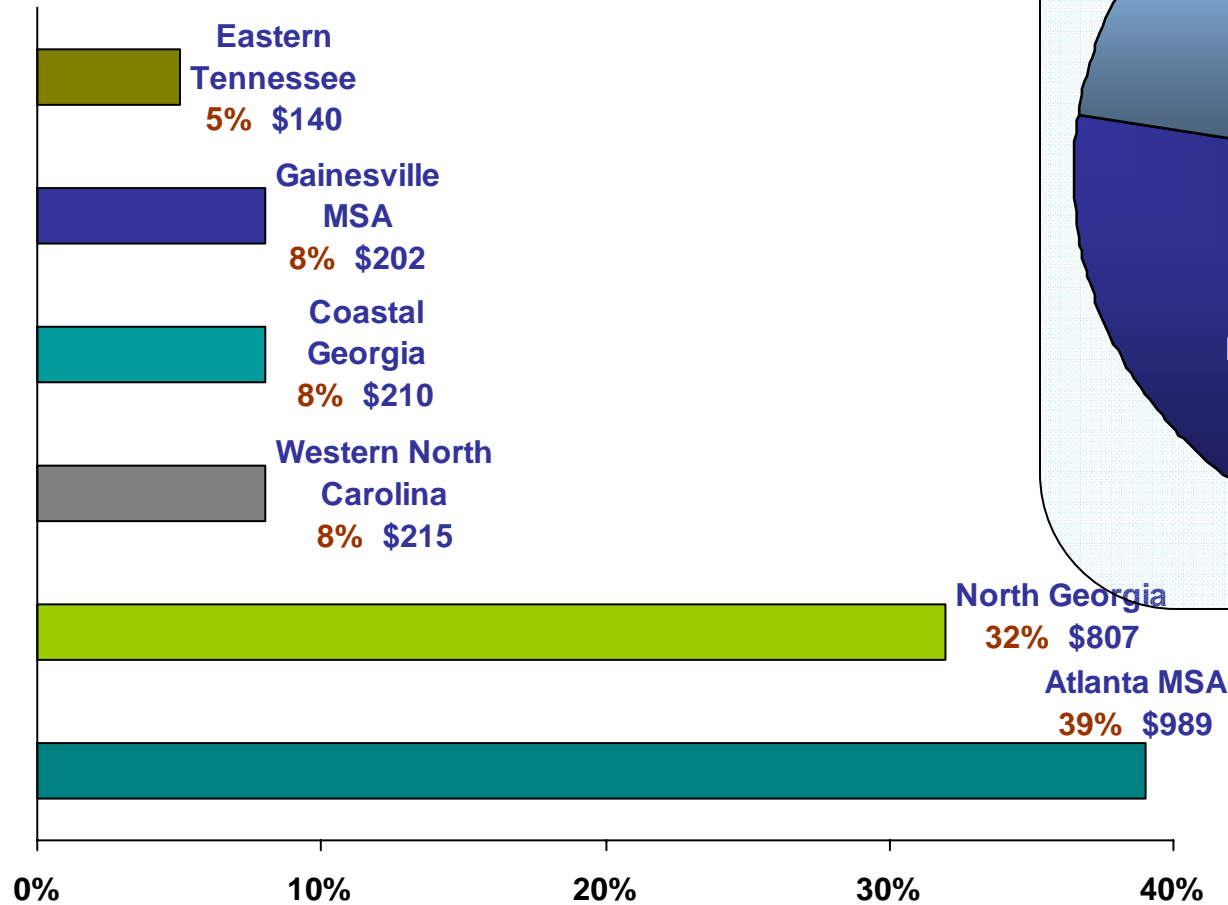 Eastern
Tennessee
5% $140
Gainesville
MSA
8% $202
Coastal
Georgia
8% $210
Western North
Carolina
8% $215
North Georgia
32% $807
Atlanta MSA
39% $989
0% 10% 20% 30% 40%